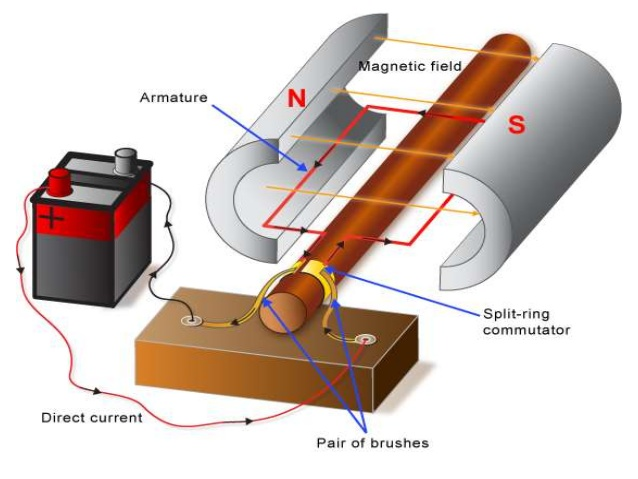 Magnetic field
Armature
N
S
+
Split-ring
commutator
Direct current
Pair of brushes